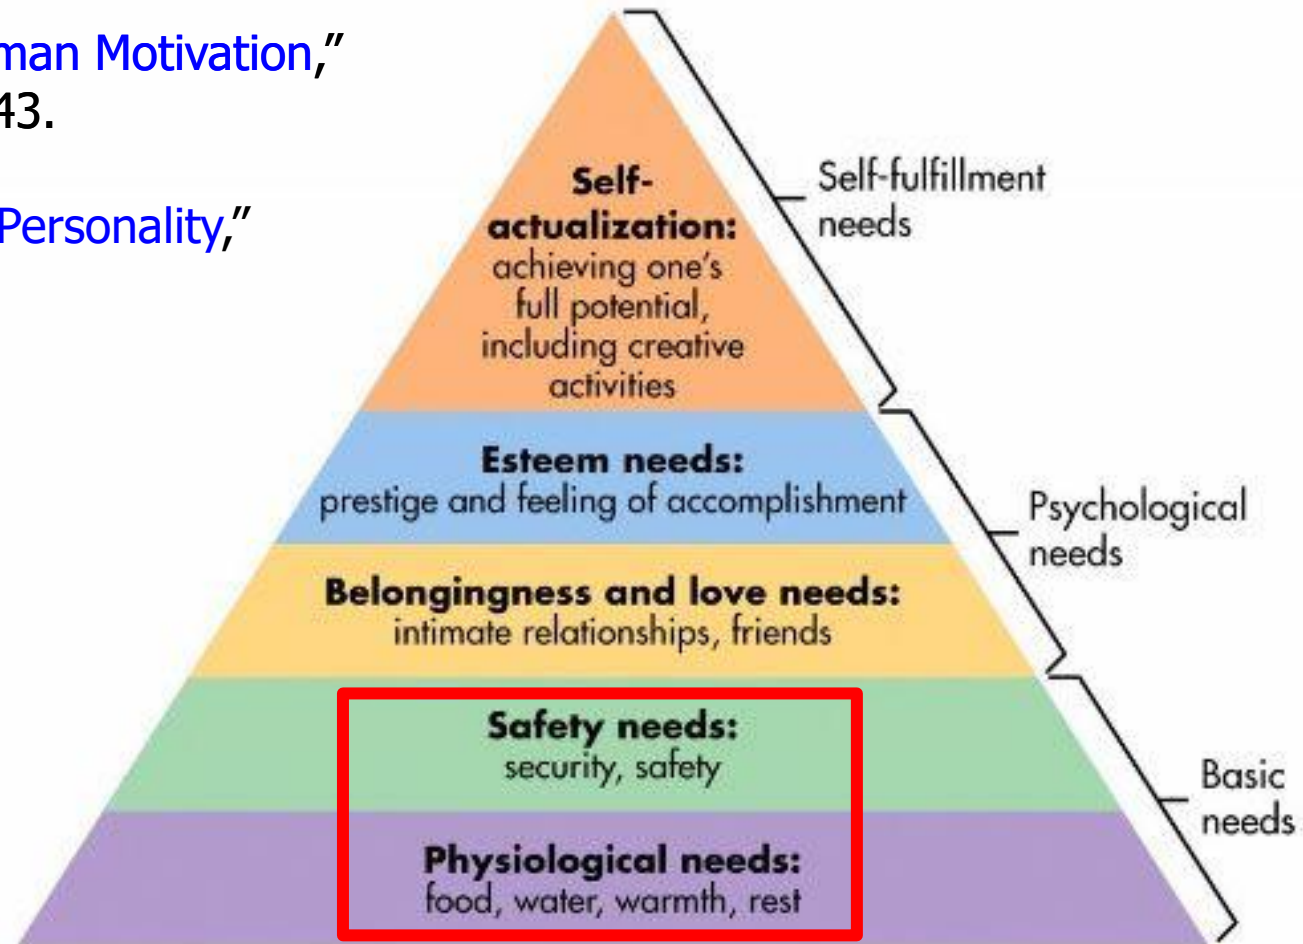 man Motivation,”
43.
Personality,”
Self-
actualization:
achieving one’s
full potential,
including creative
activities
Self-fulfillment
needs
Esteem needs:
prestige and feeling of accomplishment
Psychological
needs
Belongingness and love needs:
intimate relationships, friends
Safety needs:
security, safety
Basic
needs
Physiological needs:
food, water, warmth, rest